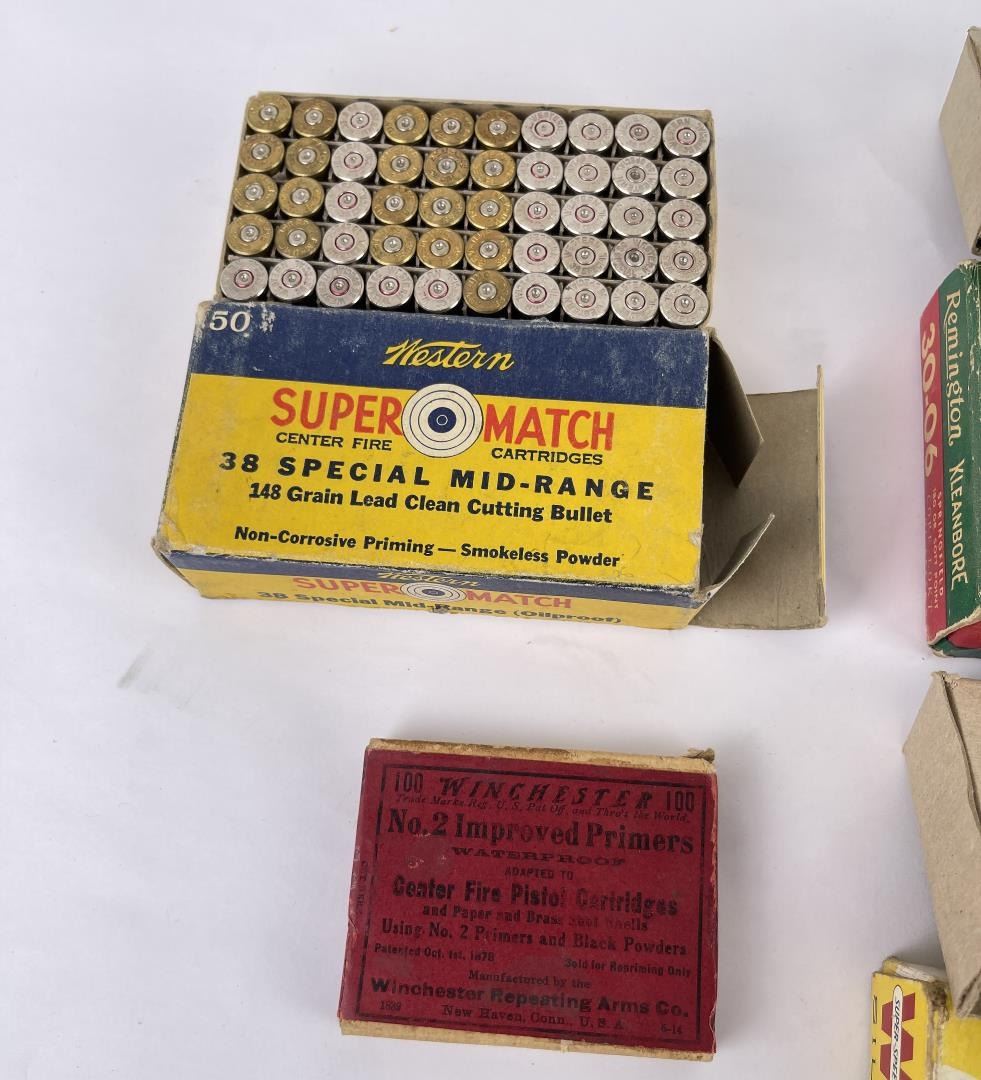 50
Western
SUPER MATCH
CENTER FIRE CARTRIDGES
38 SPECIAL MID-RANGE
148 Grain Lead Clean Cutting Bullet
Non-Corrosive Priming — Smokeless Powder
Western
SUPER MATCH
38 Special Mid-Range (Oilproof)
Remington KLEANBORE
30-06
SPRINGFIELD
100 WINCHESTER 100
Trade Marks Reg. U.S. Pat Off. and Thro't the World.
No. 2 Improved Primers
WATERPROOF
ADAPTED TO
Center Fire Pistol Cartridges
and Paper and Brass Shot Shells
Using No. 2 Primers and Black Powders
Patented Oct. 1st, 1878 Sold for Repriming Only
Manufactured by the
Winchester Repeating Arms Co.
1839 New Haven, Conn., U.S.A. 6-14